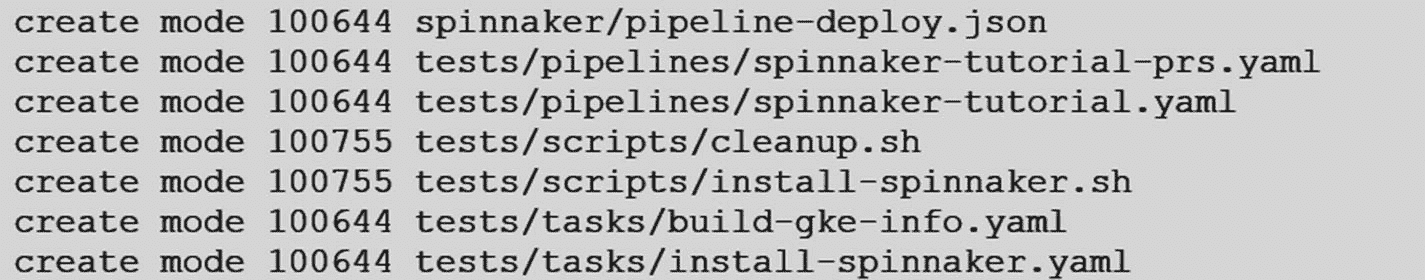 create mode 100644 spinnaker/pipeline-deploy.json
create mode 100644 tests/pipelines/spinnaker-tutorial-prs.yaml
create mode 100644 tests/pipelines/spinnaker-tutorial.yaml
create mode 100755 tests/scripts/cleanup.sh
create mode 100755 tests/scripts/install-spinnaker.sh
create mode 100644 tests/tasks/build-gke-info.yaml
create mode 100644 tests/tasks/install-spinnaker.yaml